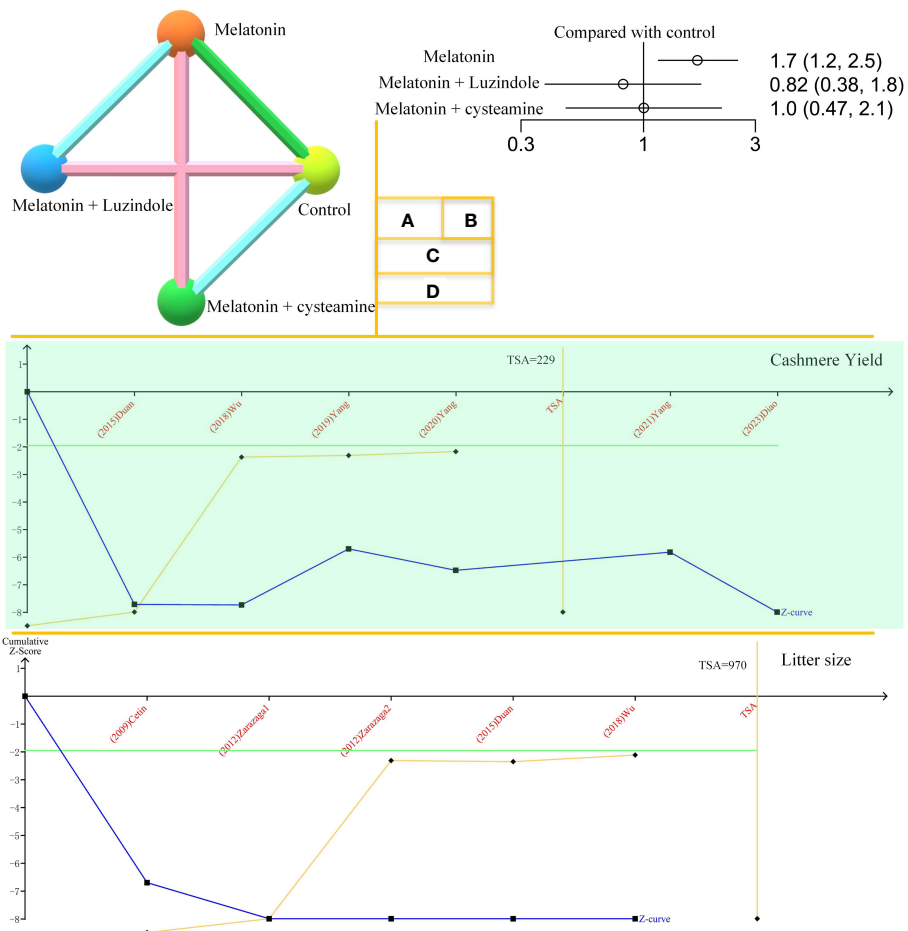 Melatonin
Melatonin + Luzindole
Control
Melatonin + cysteamine
Compared with control
Melatonin 1.7 (1.2, 2.5)
Melatonin + Luzindole 0.82 (0.38, 1.8)
Melatonin + cysteamine 1.0 (0.47, 2.1)
0.3 1 3
A B
C
D
TSA=229
Cashmere Yield
1
(2015)Duan
(2018)Wu
(2019)Yang
(2020)Yang
TSA
(2021)Yang
(2023)Diao
-1
-2
-3
-4
-5
-6
-7
-8
Z-curve
Cumulative
Z-Score
TSA=970
Litter size
1
(2009)Cetin
(2012)Zarazaga1
(2012)Zarazaga2
(2015)Duan
(2018)Wu
TSA
-1
-2
-3
-4
-5
-6
-7
-8
Z-curve